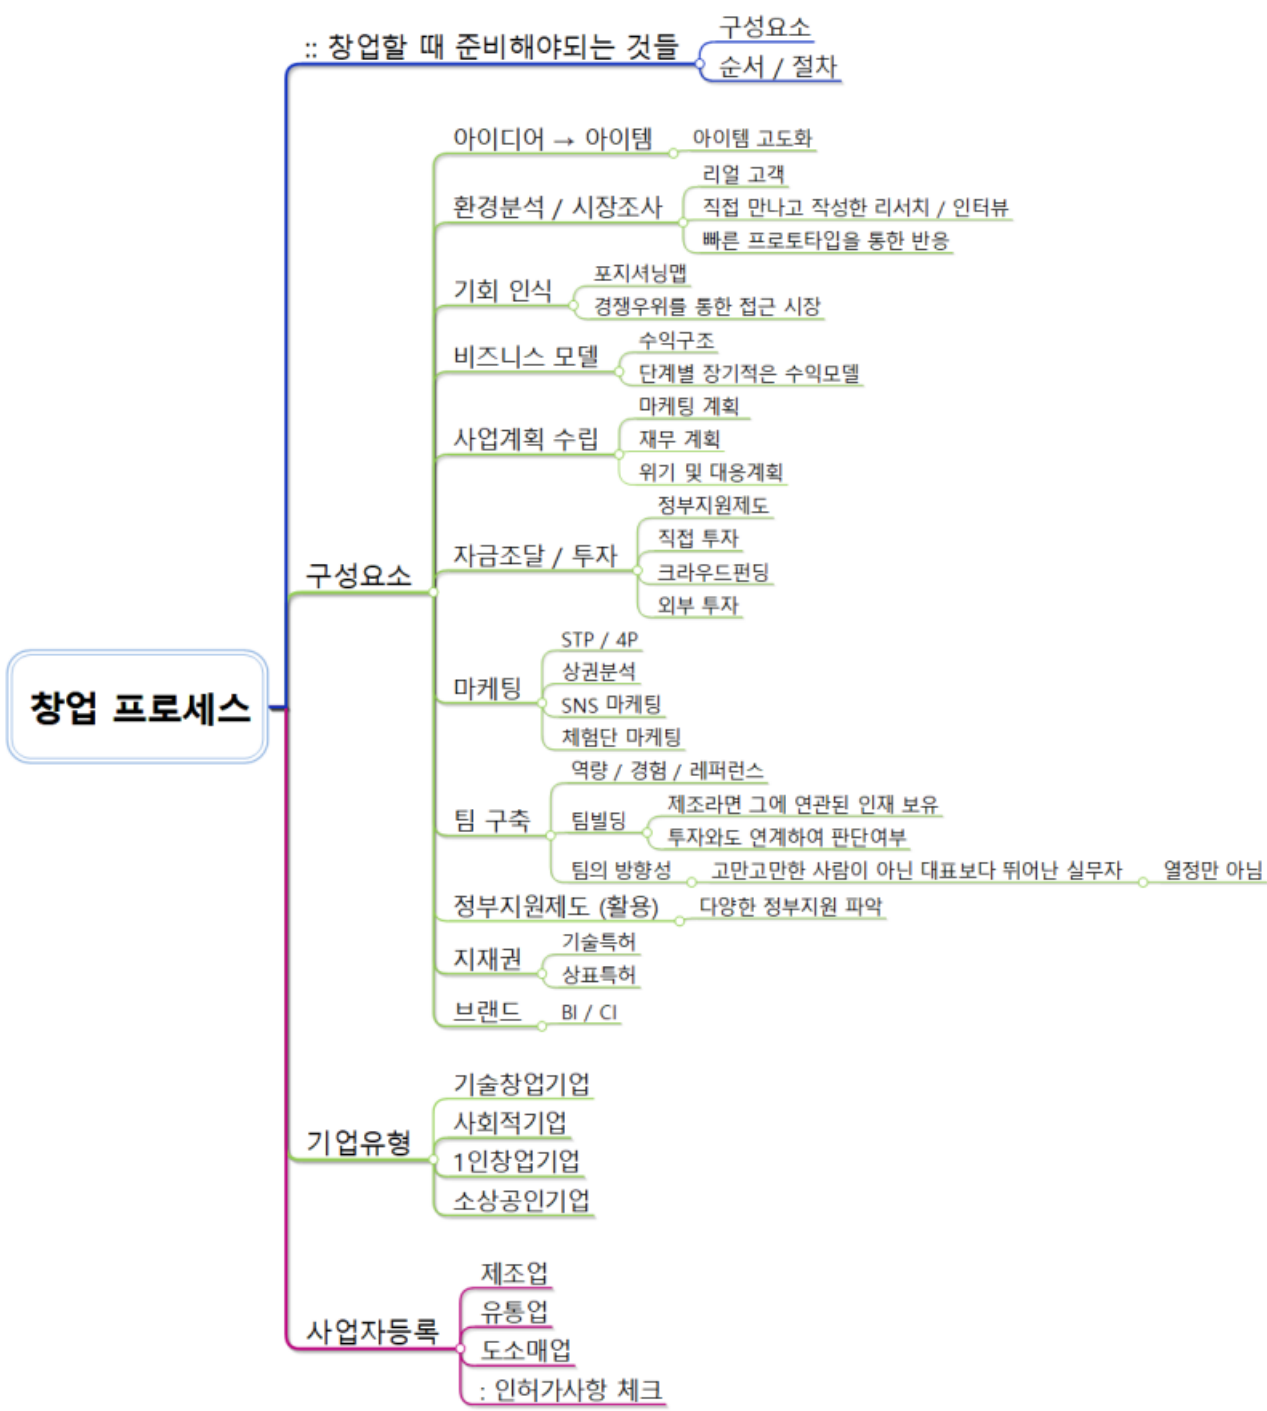 :: 창업할 때 준비해야되는 것들
구성요소
순서 / 절차
구성요소
아이디어 → 아이템
아이템 고도화
환경분석 / 시장조사
리얼 고객
직접 만나고 작성한 리서치 / 인터뷰
빠른 프로토타입을 통한 반응
기회 인식
포지셔닝맵
경쟁우위를 통한 접근 시장
비즈니스 모델
수익구조
단계별 장기적은 수익모델
사업계획 수립
마케팅 계획
재무 계획
위기 및 대응계획
자금조달 / 투자
정부지원제도
직접 투자
크라우드펀딩
외부 투자
마케팅
STP / 4P
상권분석
SNS 마케팅
체험단 마케팅
팀 구축
역량 / 경험 / 레퍼런스
팀빌딩
제조라면 그에 연관된 인재 보유
투자와도 연계하여 판단여부
팀의 방향성
고만고만한 사람이 아닌 대표보다 뛰어난 실무자
열정만 아님
정부지원제도 (활용)
다양한 정부지원 파악
지재권
기술특허
상표특허
브랜드
BI / CI
창업 프로세스
기업유형
기술창업기업
사회적기업
1인창업기업
소상공인기업
사업자등록
제조업
유통업
도소매업
: 인허가사항 체크